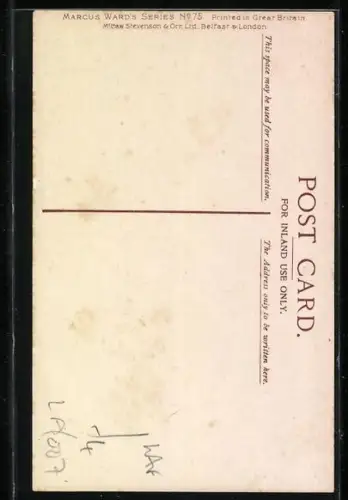 MARCUS WARD'S SERIES Nº 75 Printed in Great Britain
McCaw Stevenson & Orr Ltd. Belfast & London
POST CARD.
FOR INLAND USE ONLY.
This space may be used for communication.
The Address only to be written here.